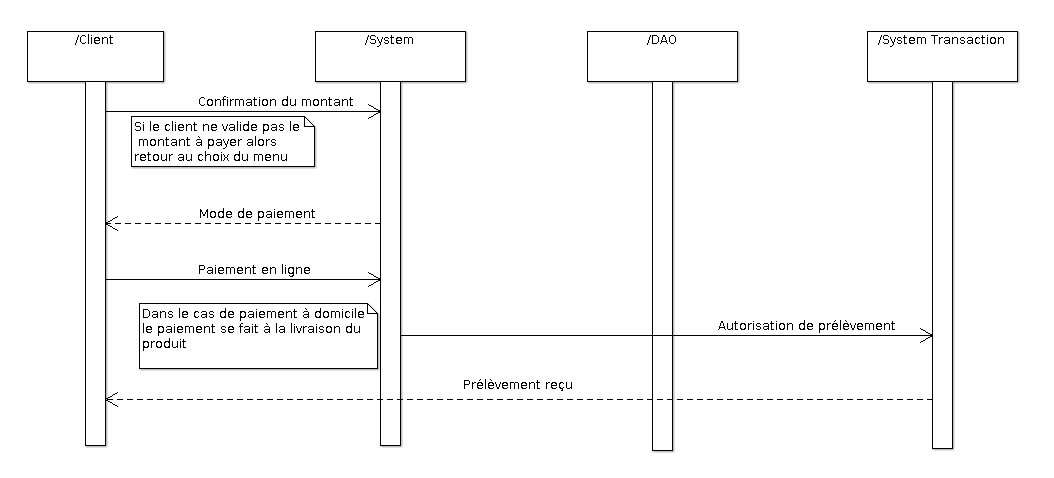 /Client
/System
/DAO
/System Transaction
Confirmation du montant
Si le client ne valide pas le
montant à payer alors
retour au choix du menu
Mode de paiement
Paiement en ligne
Dans le cas de paiement à domicile
le paiement se fait à la livraison du
produit
Autorisation de prélèvement
Prélèvement reçu